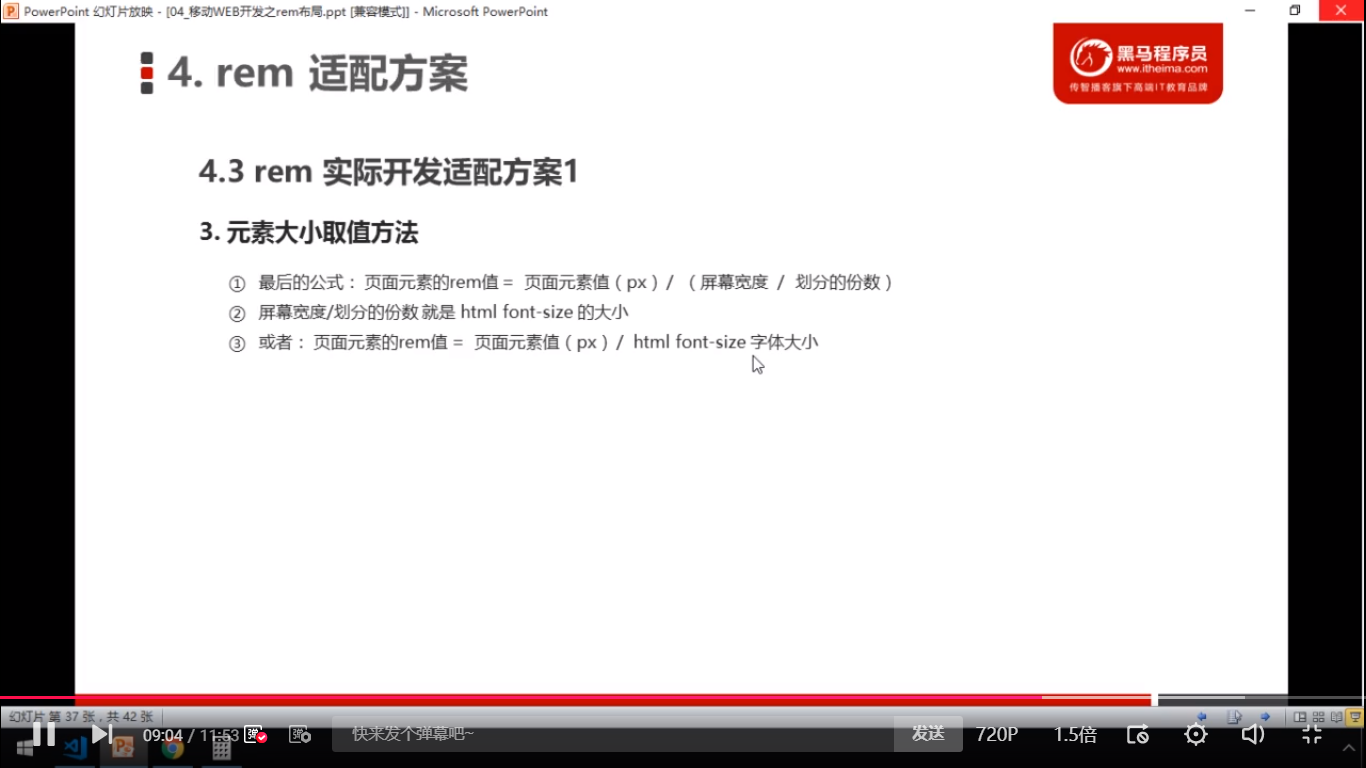 PowerPoint 幻灯片放映 - [04_移动WEB开发之rem布局.ppt [兼容模式]] - Microsoft PowerPoint
4. rem 适配方案
黑马程序员
www.itheima.com
传智播客旗下高端IT教育品牌
4.3 rem 实际开发适配方案1
3. 元素大小取值方法
① 最后的公式： 页面元素的rem值 = 页面元素值（px）/ （屏幕宽度 / 划分的份数）
② 屏幕宽度/划分的份数 就是 html font-size 的大小
③ 或者： 页面元素的rem值 = 页面元素值（px）/ html font-size 字体大小
幻灯片 第 37 张，共 42 张
09:04 / 11:53 弹 弹 快来发个弹幕吧~ 发送 720P 1.5倍